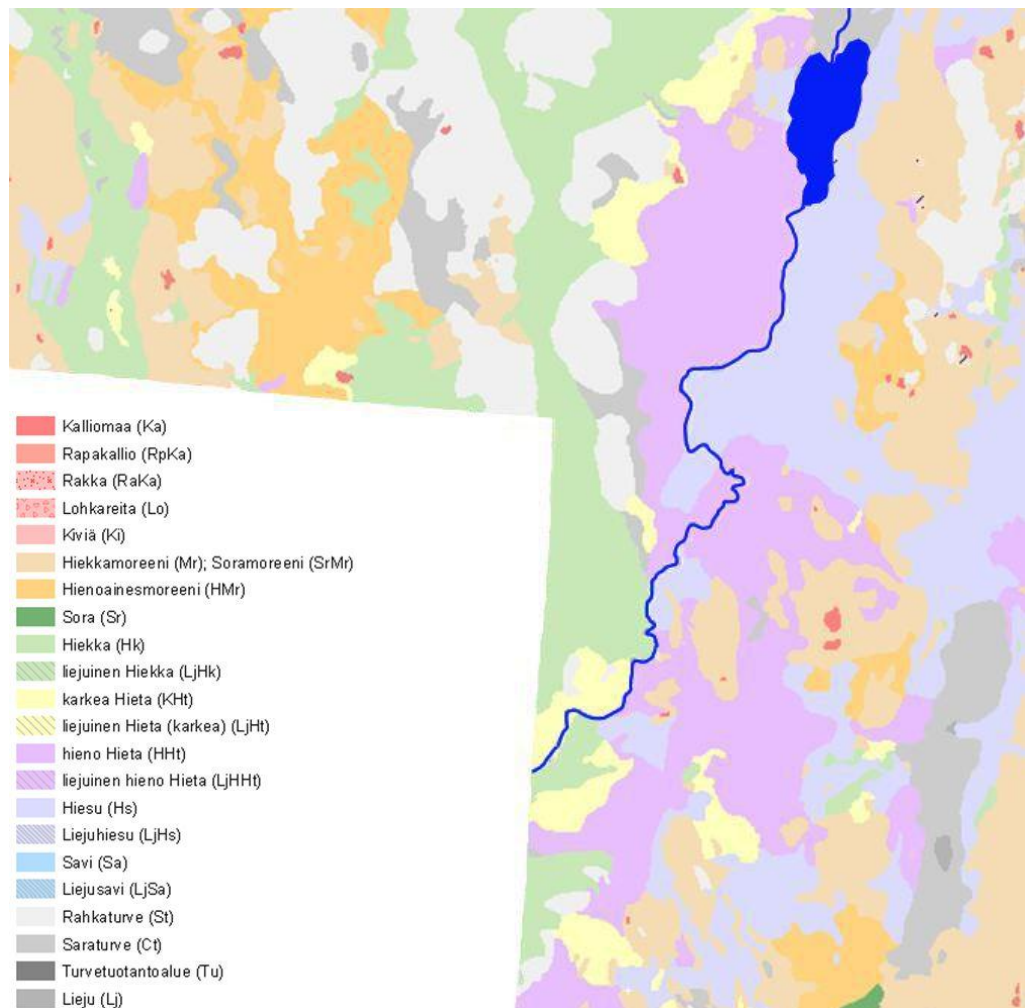 Kalliomaa (Ka)
Rapakallio (RpKa)
Rakka (RaKa)
Lohkareita (Lo)
Kiviä (Ki)
Hiekkamoreeni (Mr); Soramoreeni (SrMr)
Hienoainesmoreeni (HMr)
Sora (Sr)
Hiekka (Hk)
liejuinen Hiekka (LjHk)
karkea Hieta (KHt)
liejuinen Hieta (karkea) (LjHt)
hieno Hieta (HHt)
liejuinen hieno Hieta (LjHHt)
Hiesu (Hs)
Liejuhiesu (LjHs)
Savi (Sa)
Liejusavi (LjSa)
Rahkaturve (St)
Saraturve (Ct)
Turvetuotantoalue (Tu)
Lieju (Lj)